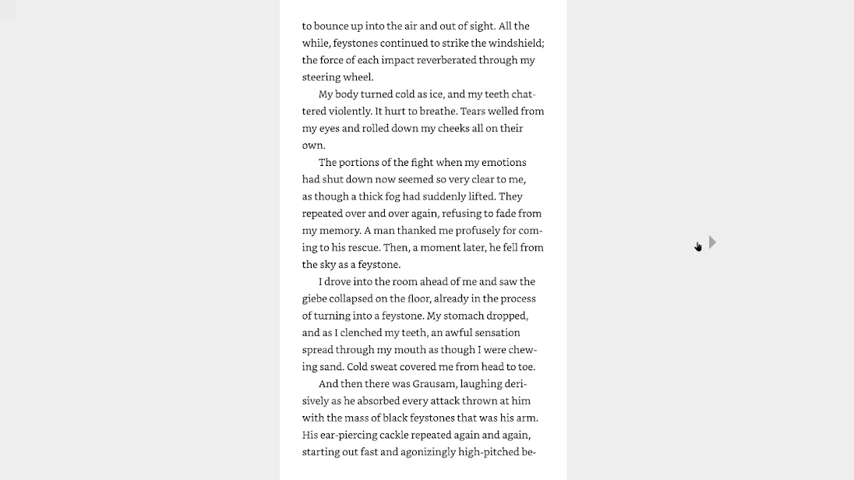 to bounce up into the air and out of sight. All the
while, feystones continued to strike the windshield;
the force of each impact reverberated through my
steering wheel.
My body turned cold as ice, and my teeth chat-
tered violently. It hurt to breathe. Tears welled from
my eyes and rolled down my cheeks all on their
own.
The portions of the fight when my emotions
had shut down now seemed so very clear to me,
as though a thick fog had suddenly lifted. They
repeated over and over again, refusing to fade from
my memory. A man thanked me profusely for com-
ing to his rescue. Then, a moment later, he fell from
the sky as a feystone.
I drove into the room ahead of me and saw the
giebe collapsed on the floor, already in the process
of turning into a feystone. My stomach dropped,
and as I clenched my teeth, an awful sensation
spread through my mouth as though I were chew-
ing sand. Cold sweat covered me from head to toe.
And then there was Grausam, laughing deri-
sively as he absorbed every attack thrown at him
with the mass of black feystones that was his arm.
His ear-piercing cackle repeated again and again,
starting out fast and agonizingly high-pitched be-